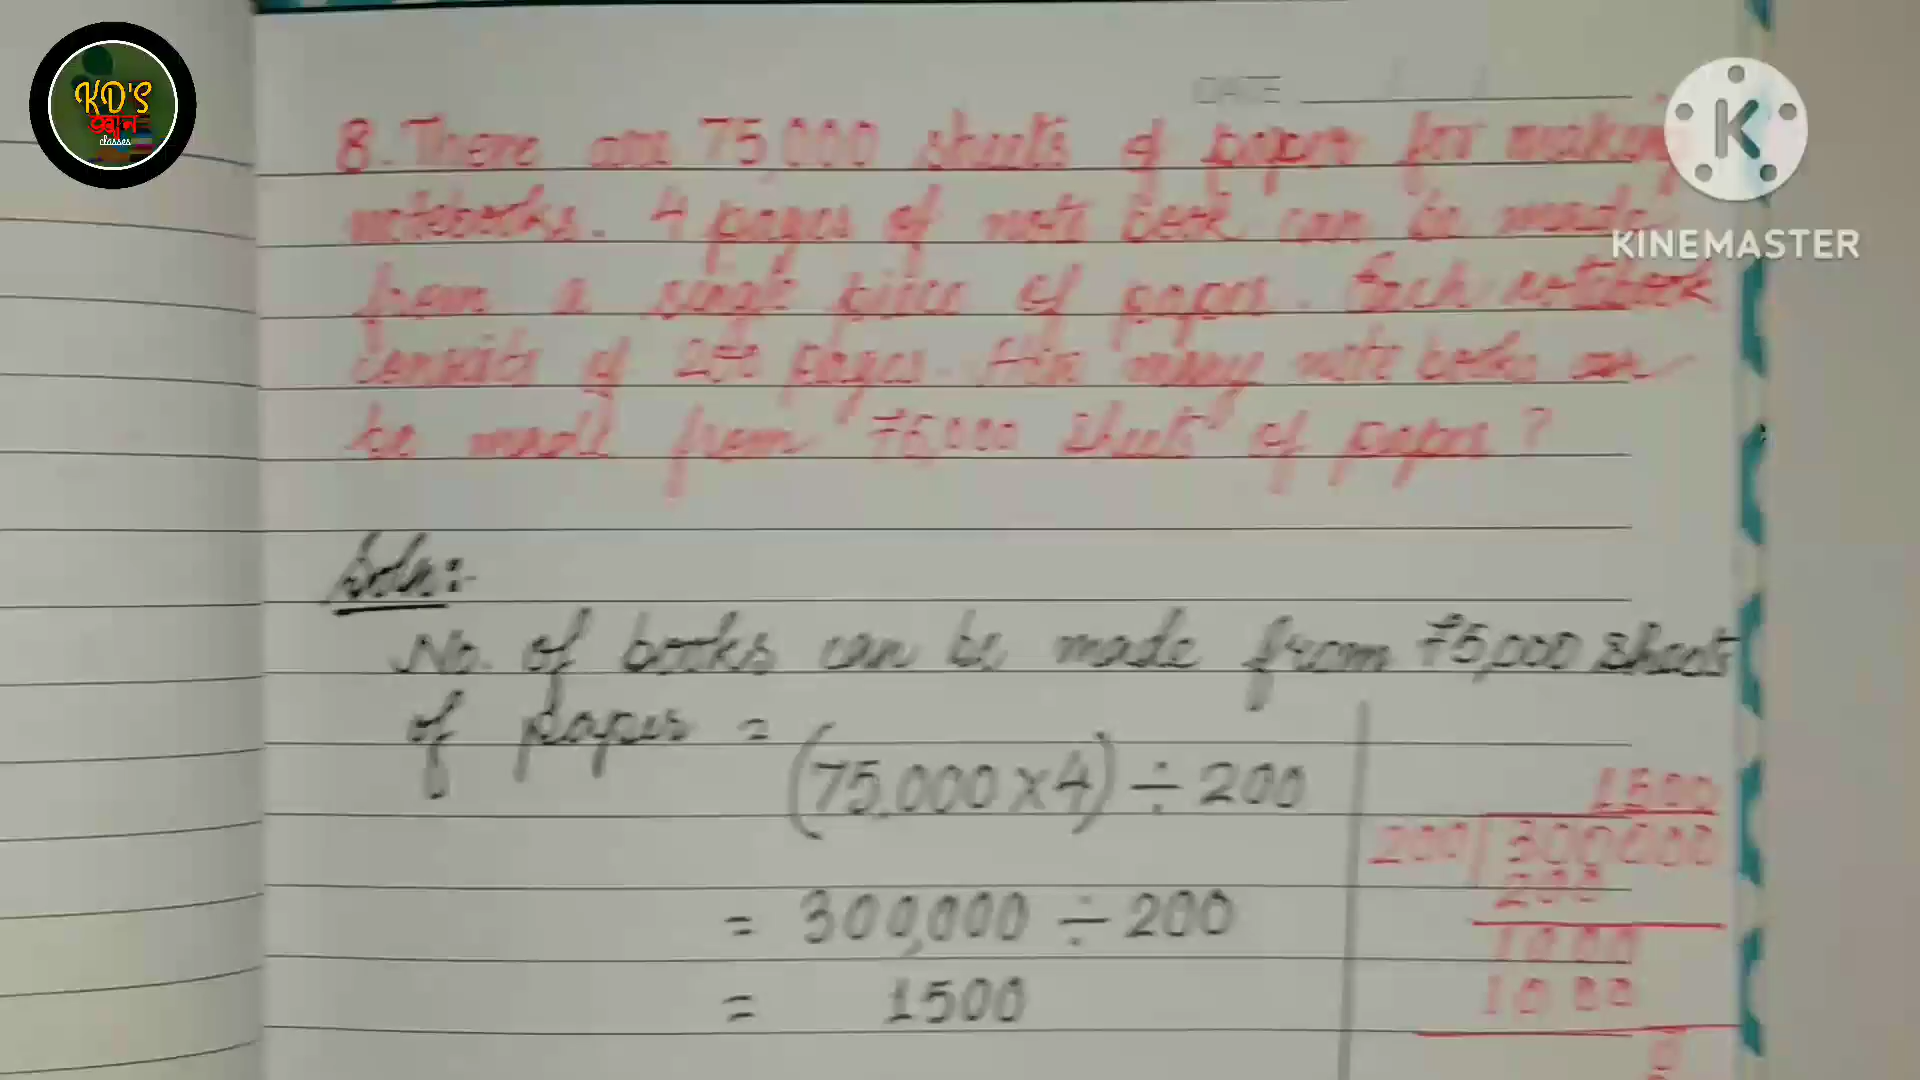 KD'S
জ্ঞান
classes
DATE
KINEMASTER
8. There are 75,000 sheets of paper for making
notebooks. 4 pages of note book can be made
from a single piece of paper. Each notebook
consists of 200 pages. How many note books can
be made from 75,000 sheets of paper?
Soln:-
No. of books can be made from 75,000 sheets
of paper =
(75,000 × 4) ÷ 200
= 300,000 ÷ 200
= 1500
1500
200 300000
200
1000
1000
0